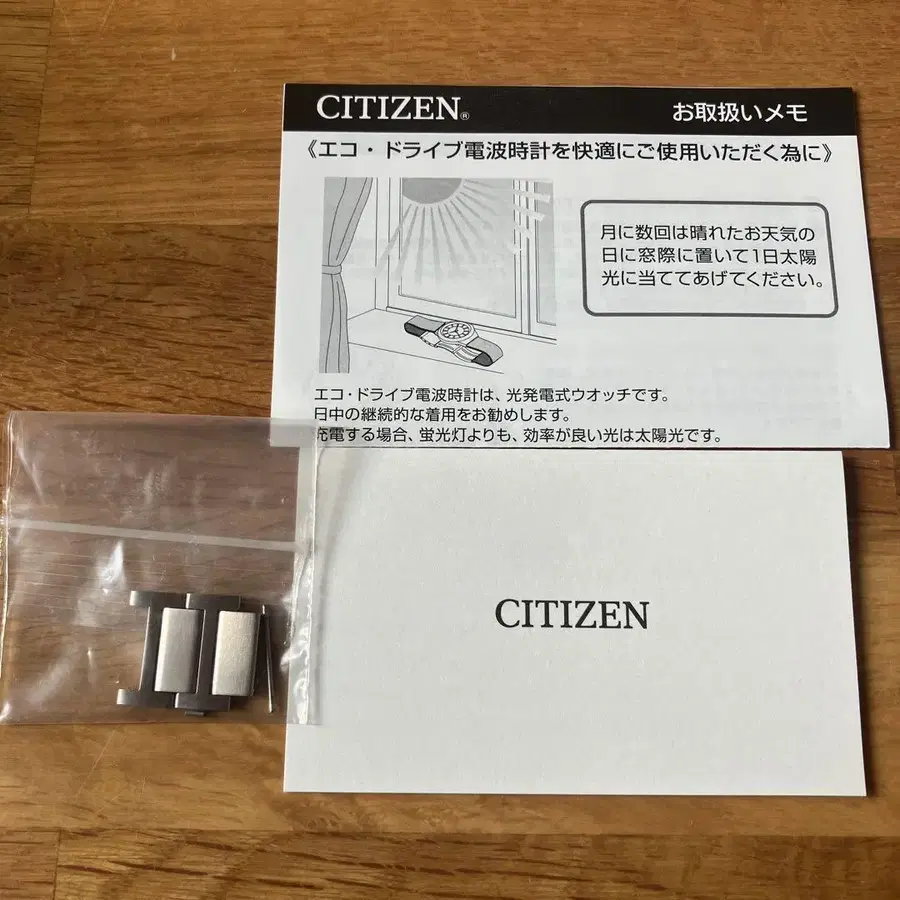 CITIZEN® お取扱いメモ
《エコ・ドライブ電波時計を快適にご使用いただく為に》
月に数回は晴れたお天気の
日に窓際に置いて1日太陽
光に当ててあげてください。
エコ・ドライブ電波時計は、光発電式ウオッチです。
日中の継続的な着用をお勧めします。
充電する場合、蛍光灯よりも、効率が良い光は太陽光です。
CITIZEN